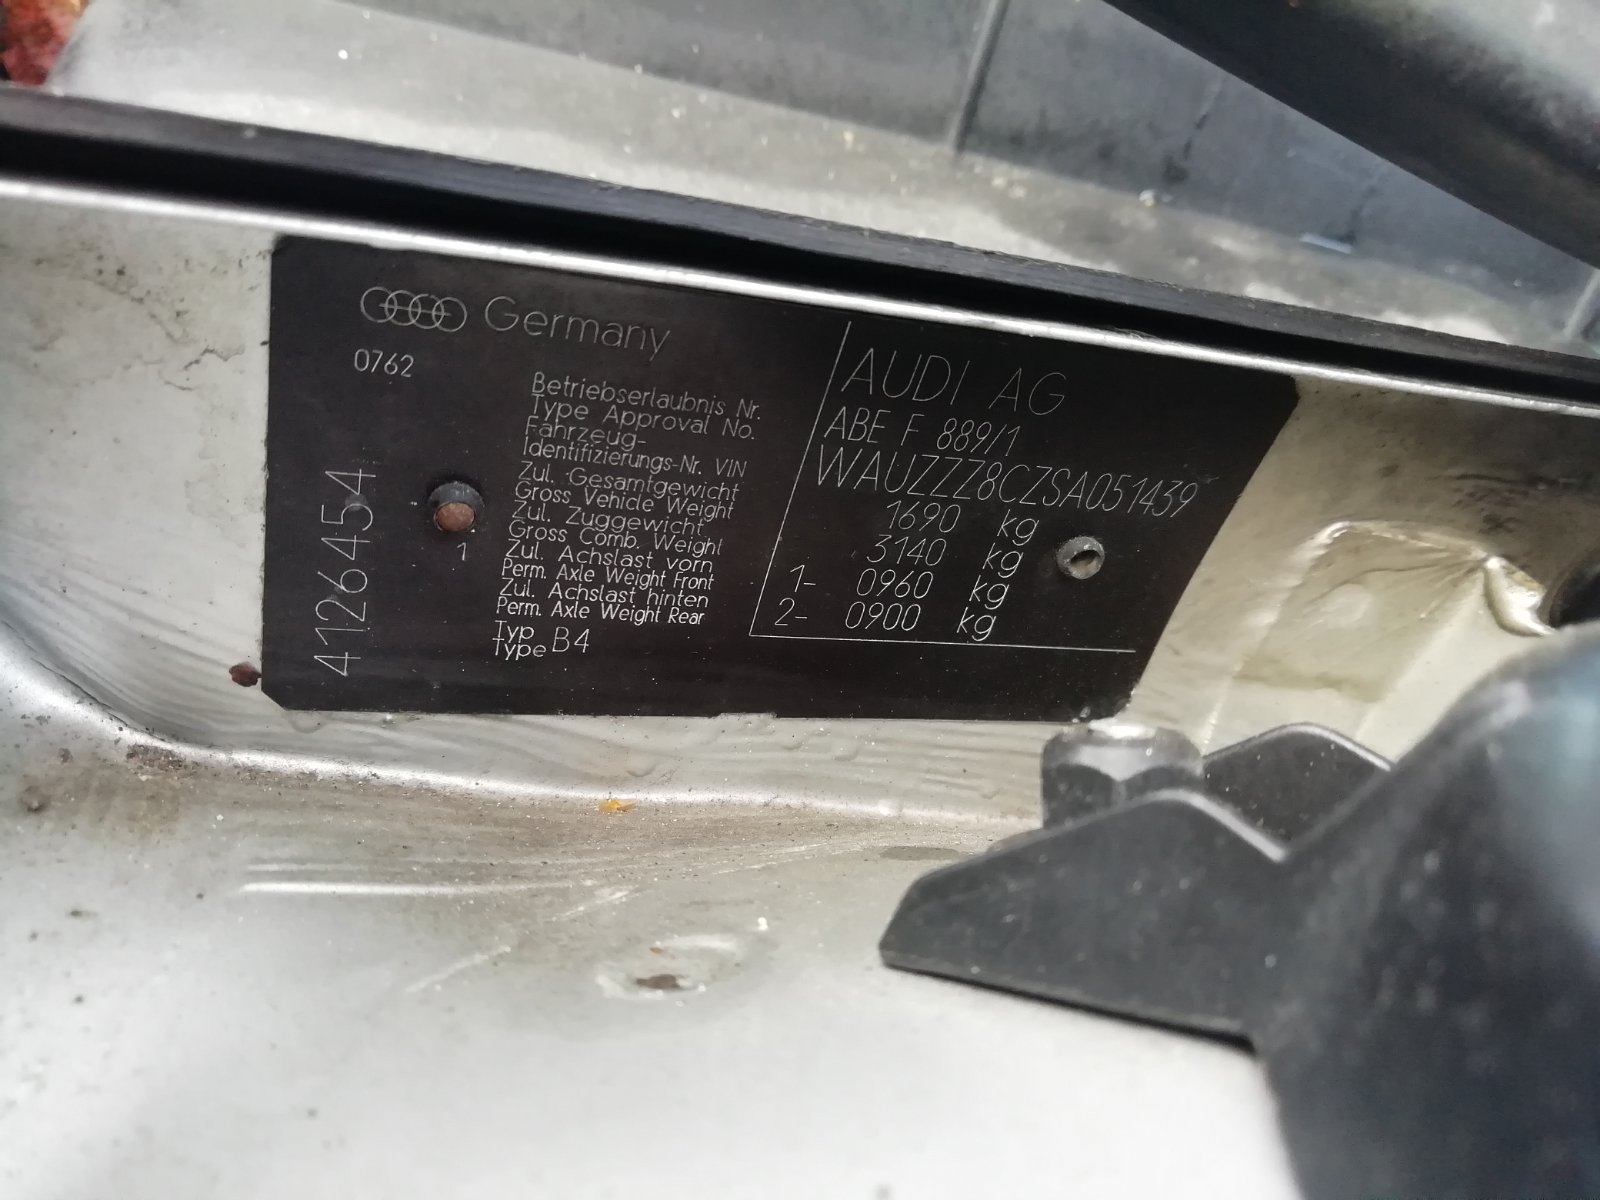 Germany
0762
4126454
1
Betriebserlaubnis Nr.
Type Approval No.
Fahrzeug-
Identifizierungs-Nr. VIN
Zul. Gesamtgewicht
Gross Vehicle Weight
Zul. Zuggewicht
Gross Comb. Weight
Zul. Achslast vorn
Perm. Axle Weight Front
Zul. Achslast hinten
Perm. Axle Weight Rear
Typ
Type B4
AUDI AG
ABE F 889/1
WAUZZZ8CZSA051439
1690 kg
3140 kg
1- 0960 kg
2- 0900 kg